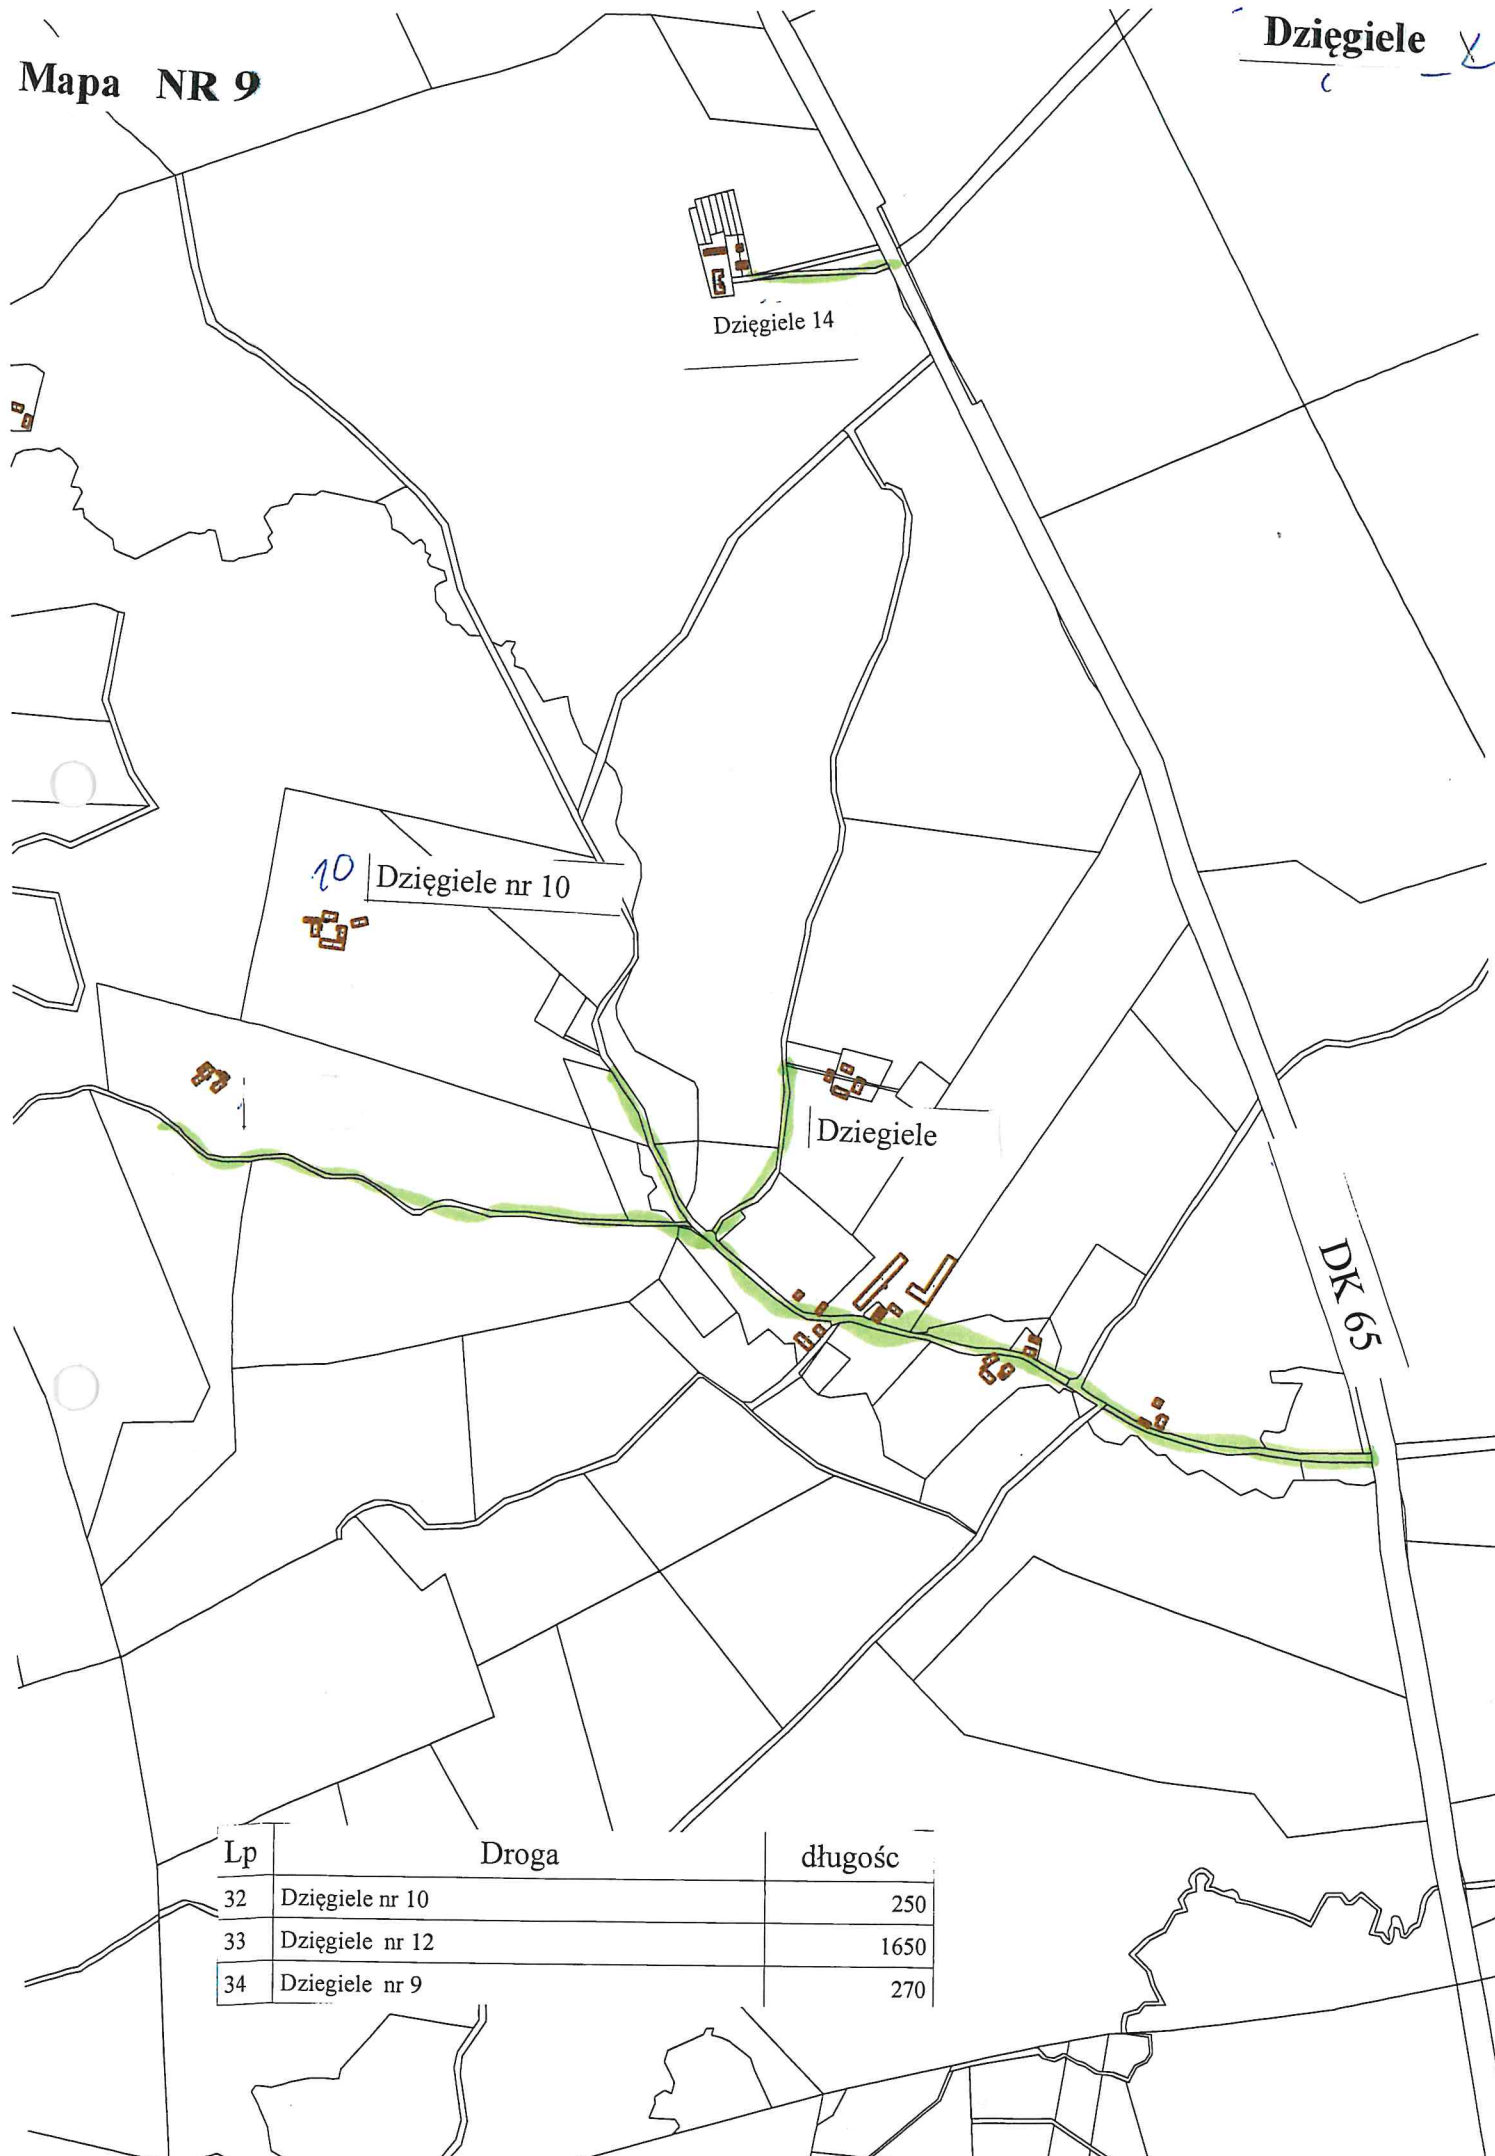 Mapa NR 9
Dzięgiele
Dzięgiele 14
10
Dzięgiele nr 10
Dziegiele
DK 65
Lp Droga długośc
32 Dzięgiele nr 10 250
33 Dzięgiele nr 12 1650
34 Dziegiele nr 9 270